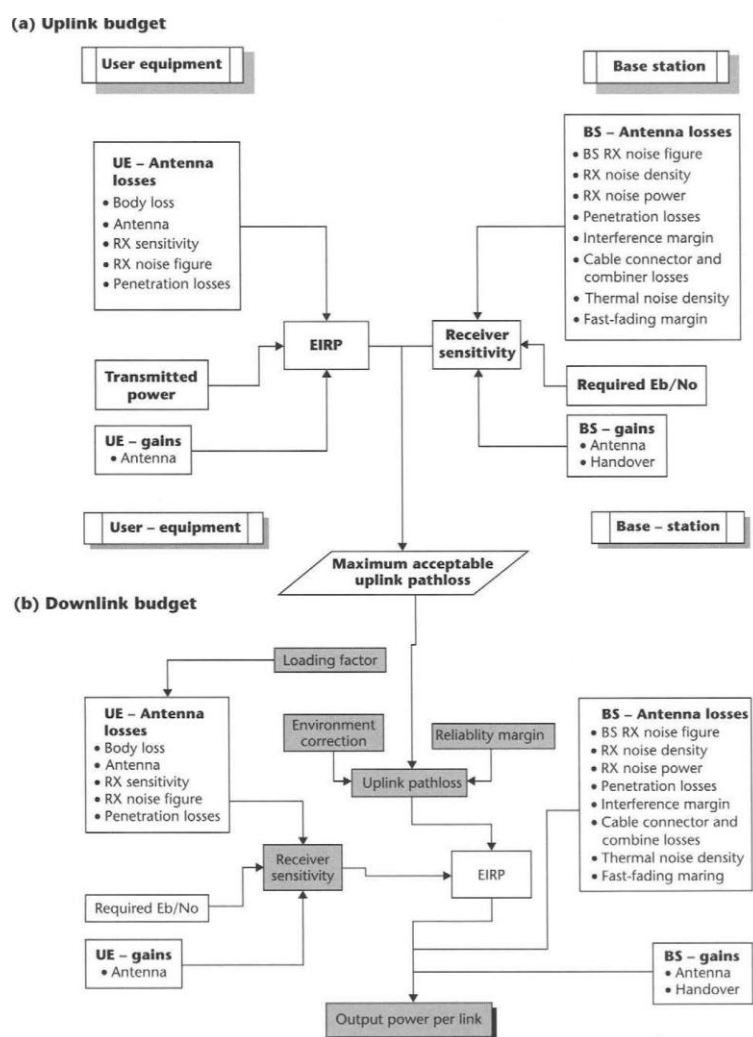 (a) Uplink budget
User equipment
Base station
UE – Antenna
losses
• Body loss
• Antenna
• RX sensitivity
• RX noise figure
• Penetration losses
BS – Antenna losses
• BS RX noise figure
• RX noise density
• RX noise power
• Penetration losses
• Interference margin
• Cable connector and
combiner losses
• Thermal noise density
• Fast-fading margin
EIRP
Receiver
sensitivity
Transmitted
power
Required Eb/No
UE – gains
• Antenna
BS – gains
• Antenna
• Handover
User – equipment
Base – station
Maximum acceptable
uplink pathloss
(b) Downlink budget
Loading factor
UE – Antenna
losses
• Body loss
• Antenna
• RX sensitivity
• RX noise figure
• Penetration losses
Environment
correction
Reliablity margin
Uplink pathloss
BS – Antenna losses
• BS RX noise figure
• RX noise density
• RX noise power
• Penetration losses
• Interference margin
• Cable connector and
combine losses
• Thermal noise density
• Fast-fading maring
Receiver
sensitivity
EIRP
Required Eb/No
UE – gains
• Antenna
BS – gains
• Antenna
• Handover
Output power per link